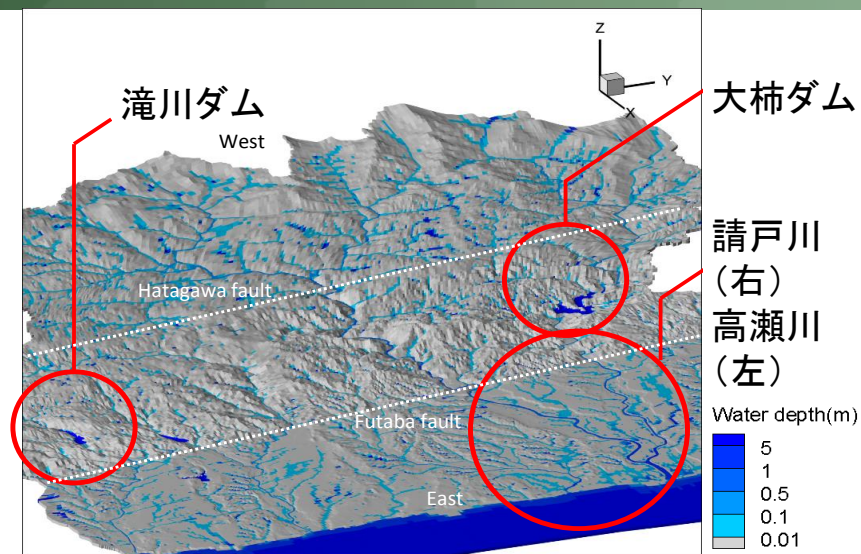 滝川ダム
West
Z
Y
X
大柿ダム
請戸川
(右)
高瀬川
(左)
Hatagawa fault
Futaba fault
East
Water depth(m)
5
1
0.5
0.1
0.01